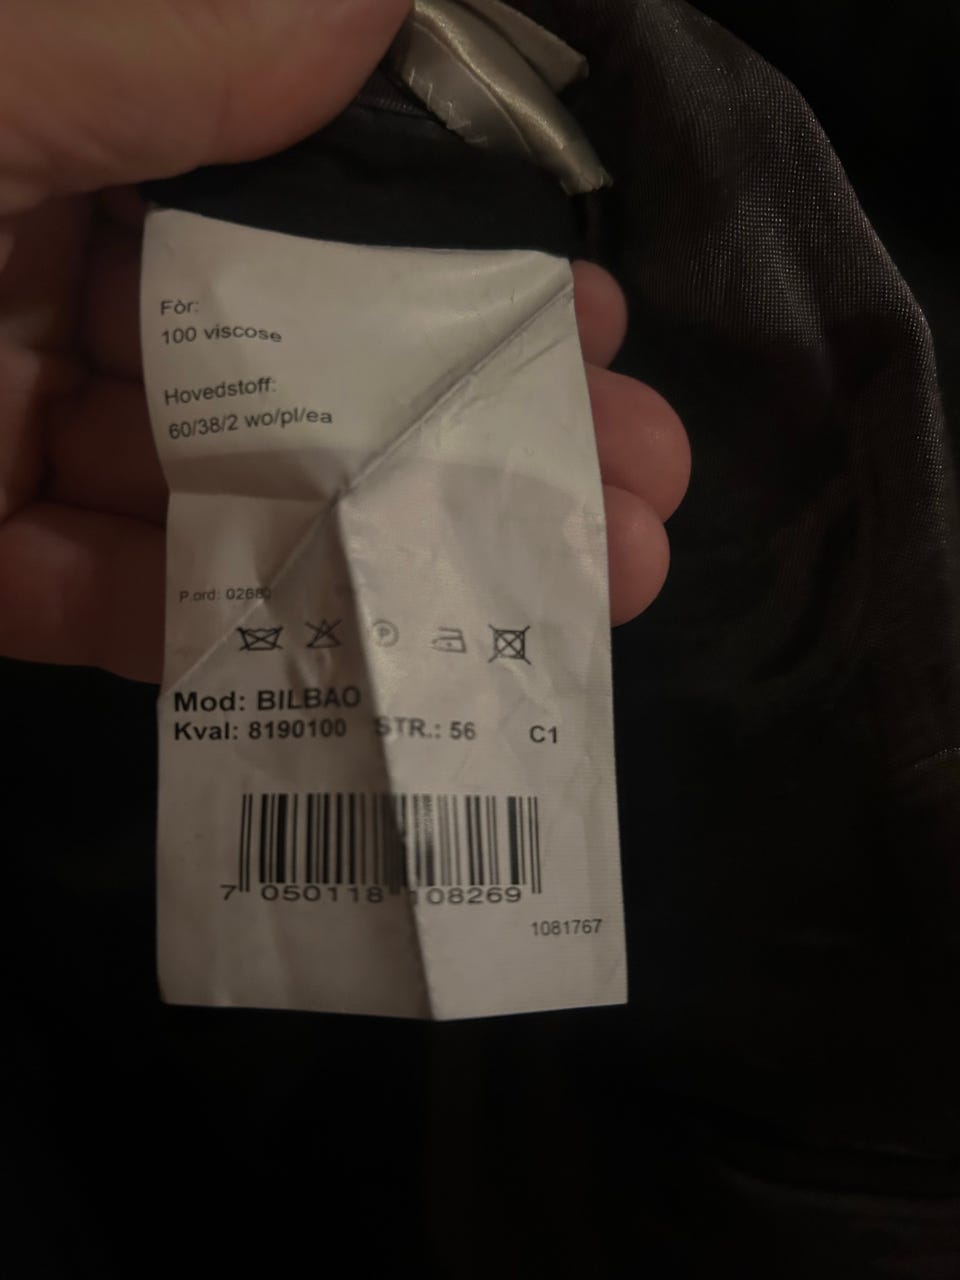 Fòr:
100 viscose
Hovedstoff:
60/38/2 wo/pl/ea
P.ord: 02680
P
Mod: BILBAO
Kval: 8190100 STR.: 56 C1
7 050118 108269
1081767